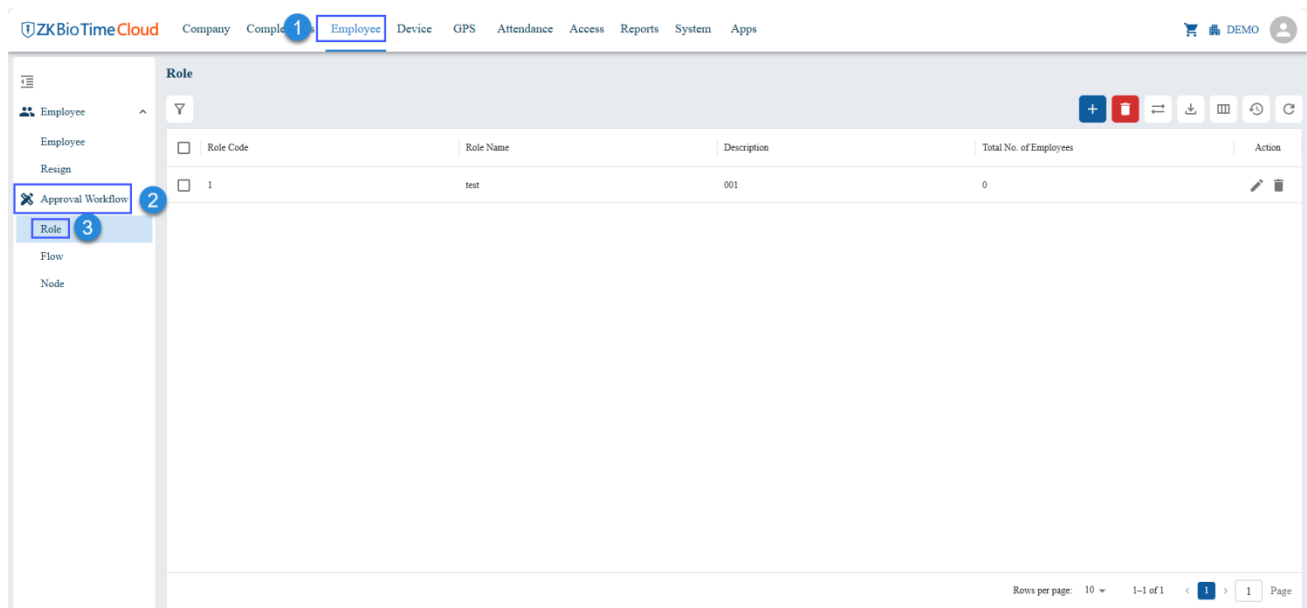 ZKBioTime Cloud Company Comple 1 s Employee Device GPS Attendance Access Reports System Apps DEMO
Role
Employee
Employee
Resign
Approval Workflow 2
Role 3
Flow
Node
Role Code Role Name Description Total No. of Employees Action
1 test 001 0
Rows per page: 10 1–1 of 1 < 1 > 1 Page